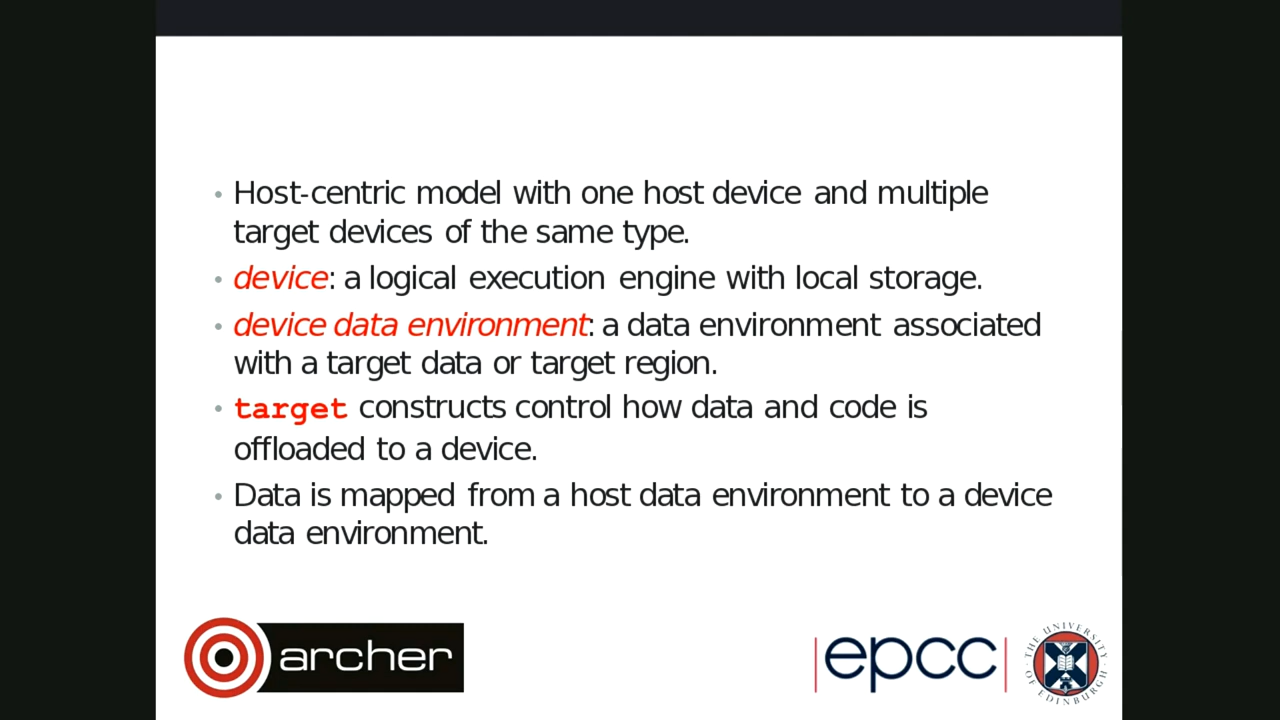 • Host-centric model with one host device and multiple
target devices of the same type.
• device: a logical execution engine with local storage.
• device data environment: a data environment associated
with a target data or target region.
• target constructs control how data and code is
offloaded to a device.
• Data is mapped from a host data environment to a device
data environment.
archer
|epcc|
THE UNIVERSITY OF EDINBURGH